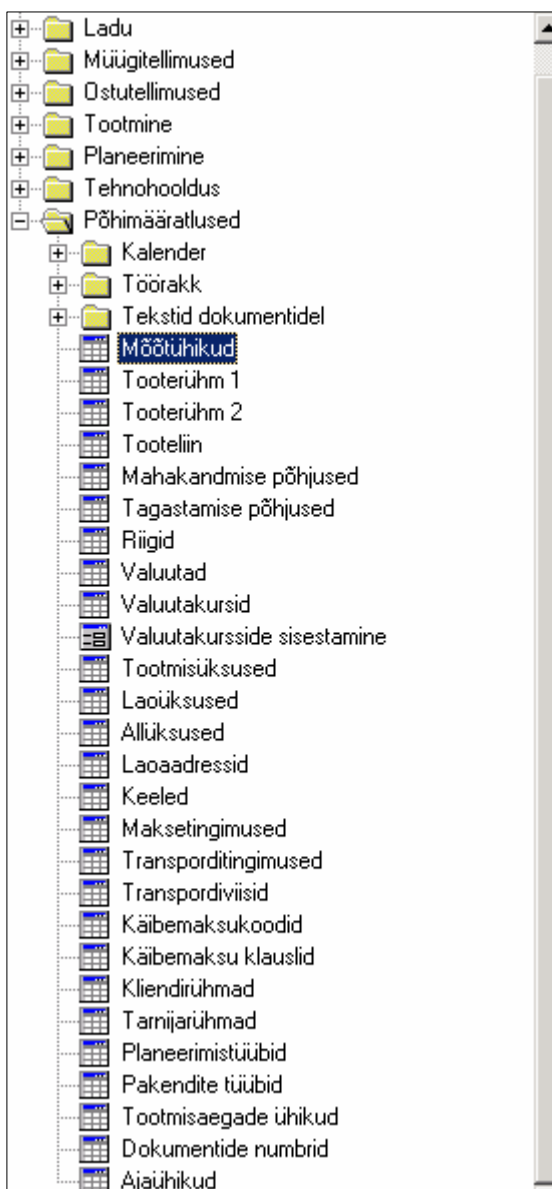 Ladu
Müügitellimused
Ostutellimused
Tootmine
Planeerimine
Tehnohooldus
Põhimääratlused
Kalender
Töörakk
Tekstid dokumentidel
Mõõtühikud
Tooterühm 1
Tooterühm 2
Tooteliin
Mahakandmise põhjused
Tagastamise põhjused
Riigid
Valuutad
Valuutakursid
Valuutakursside sisestamine
Tootmisüksused
Laoüksused
Allüksused
Laoaadressid
Keeled
Maksetingimused
Transporditingimused
Transpordiviisid
Käibemaksukoodid
Käibemaksu klauslid
Kliendirühmad
Tarnijarühmad
Planeerimistüübid
Pakendite tüübid
Tootmisaegade ühikud
Dokumentide numbrid
Ajaühikud